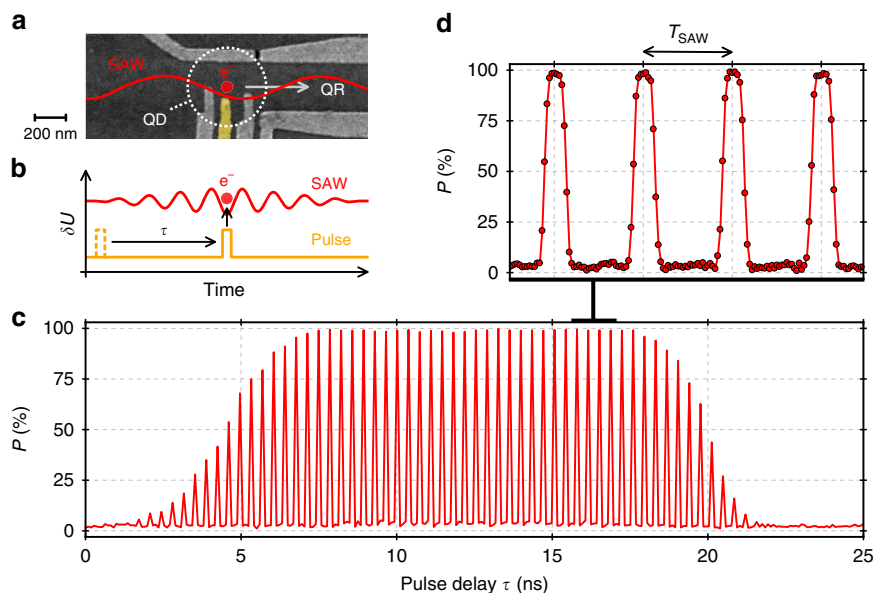 a
SAW
e⁻
QR
QD
200 nm
b
e⁻
SAW
δU
τ
Pulse
Time
c
100
75
50
25
0
P (%)
0
5
10
15
20
25
Pulse delay τ (ns)
d
T_SAW
100
75
50
25
0
P (%)